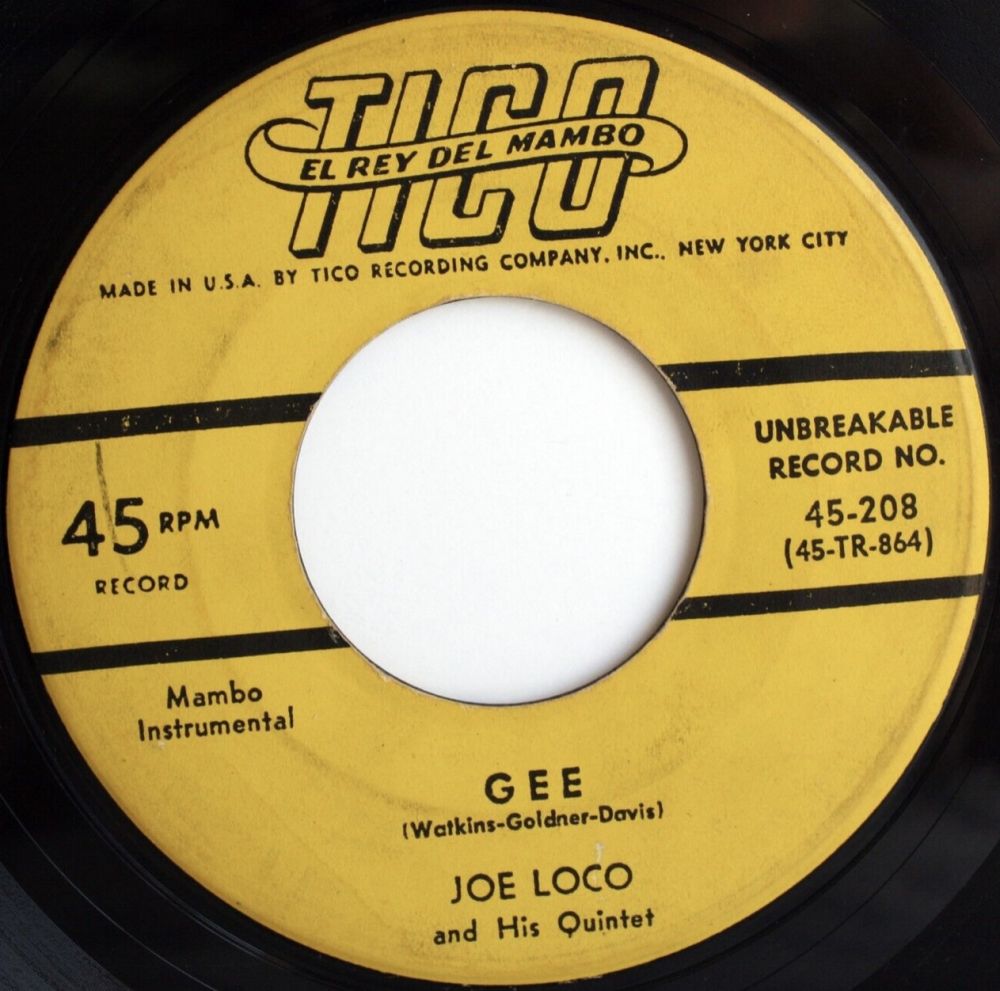 TICO
EL REY DEL MAMBO
MADE IN U.S.A. BY TICO RECORDING COMPANY, INC., NEW YORK CITY
UNBREAKABLE
RECORD NO.
45-208
(45-TR-864)
45 RPM
RECORD
Mambo
Instrumental
GEE
(Watkins-Goldner-Davis)
JOE LOCO
and His Quintet